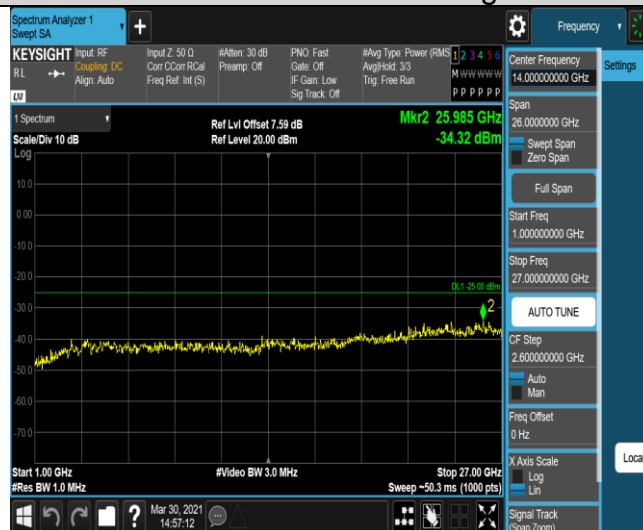 Spectrum Analyzer 1
Swept SA
+
Frequency
KEYSIGHT
RL
LXI
Input: RF
Coupling: DC
Align: Auto
Input Z: 50 Ω
Corr CCorr RCal
Freq Ref: Int (S)
#Atten: 30 dB
Preamp: Off
PNO: Fast
Gate: Off
IF Gain: Low
Sig Track: Off
#Avg Type: Power (RMS
Avg|Hold: 3/3
Trig: Free Run
1 2 3 4 5 6
M W W W W W
P P P P P P
1 Spectrum
Scale/Div 10 dB
Log
Ref Lvl Offset 7.59 dB
Ref Level 20.00 dBm
Mkr2 25.985 GHz
-34.32 dBm
10.0
0.00
-10.0
-20.0
-30.0
-40.0
-50.0
-60.0
-70.0
DL1 -25.00 dBm
2
Start 1.00 GHz
#Res BW 1.0 MHz
#Video BW 3.0 MHz
Stop 27.00 GHz
Sweep ~50.3 ms (1000 pts)
?
Mar 30, 2021
14:57:12
Center Frequency
14.000000000 GHz
Span
26.0000000 GHz
Swept Span
Zero Span
Full Span
Start Freq
1.000000000 GHz
Stop Freq
27.000000000 GHz
AUTO TUNE
CF Step
2.600000000 GHz
Auto
Man
Freq Offset
0 Hz
X Axis Scale
Log
Lin
Signal Track
(Span Zoom)
Settings
Local